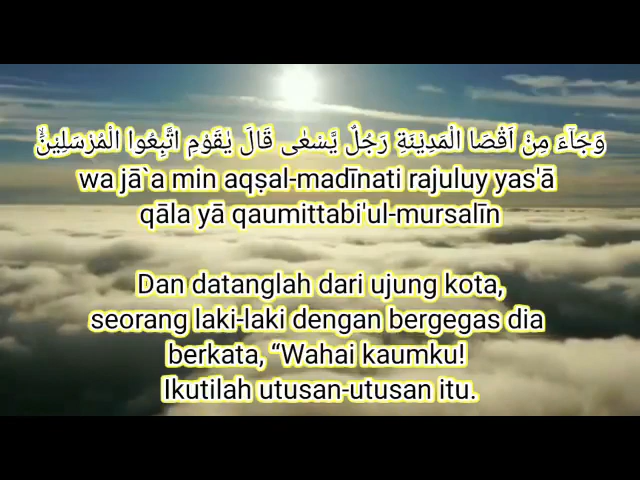 وَجَاۤءَ مِنْ اَقْصَا الْمَدِيْنَةِ رَجُلٌ يَّسْعٰى قَالَ يٰقَوْمِ اتَّبِعُوا الْمُرْسَلِيْنَۙ
wa jā`a min aqṣal-madīnati rajuluy yas'ā
qāla yā qaumittabi'ul-mursalīn
Dan datanglah dari ujung kota,
seorang laki-laki dengan bergegas dia
berkata, “Wahai kaumku!
Ikutilah utusan-utusan itu.